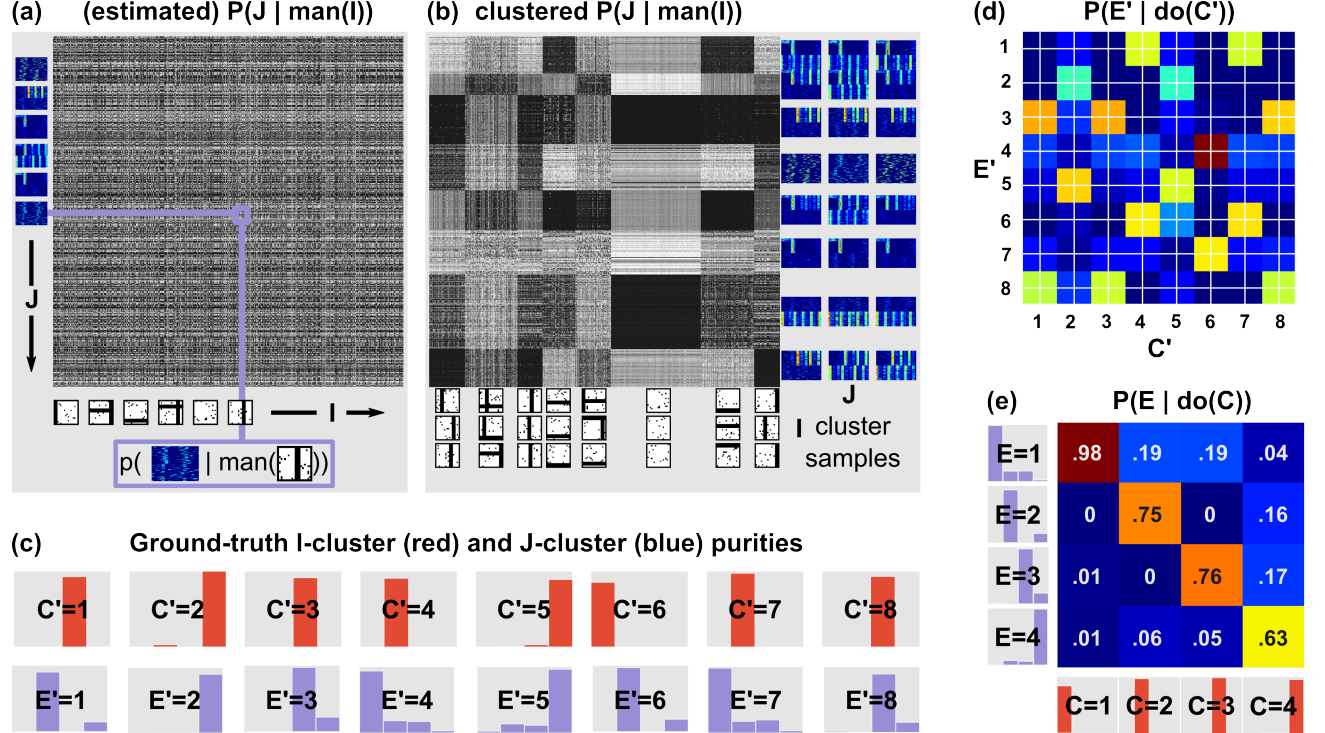 (a) (estimated) P(J | man(I))
J
I
p( | man( ))
(b) clustered P(J | man(I))
J
I cluster
samples
(c) Ground-truth I-cluster (red) and J-cluster (blue) purities
C'=1 C'=2 C'=3 C'=4 C'=5 C'=6 C'=7 C'=8
E'=1 E'=2 E'=3 E'=4 E'=5 E'=6 E'=7 E'=8
(d) P(E' | do(C'))
1
2
3
4
E'
5
6
7
8
1 2 3 4 5 6 7 8
C'
(e) P(E | do(C))
E=1 .98 .19 .19 .04
E=2 0 .75 0 .16
E=3 .01 0 .76 .17
E=4 .01 .06 .05 .63
C=1 C=2 C=3 C=4